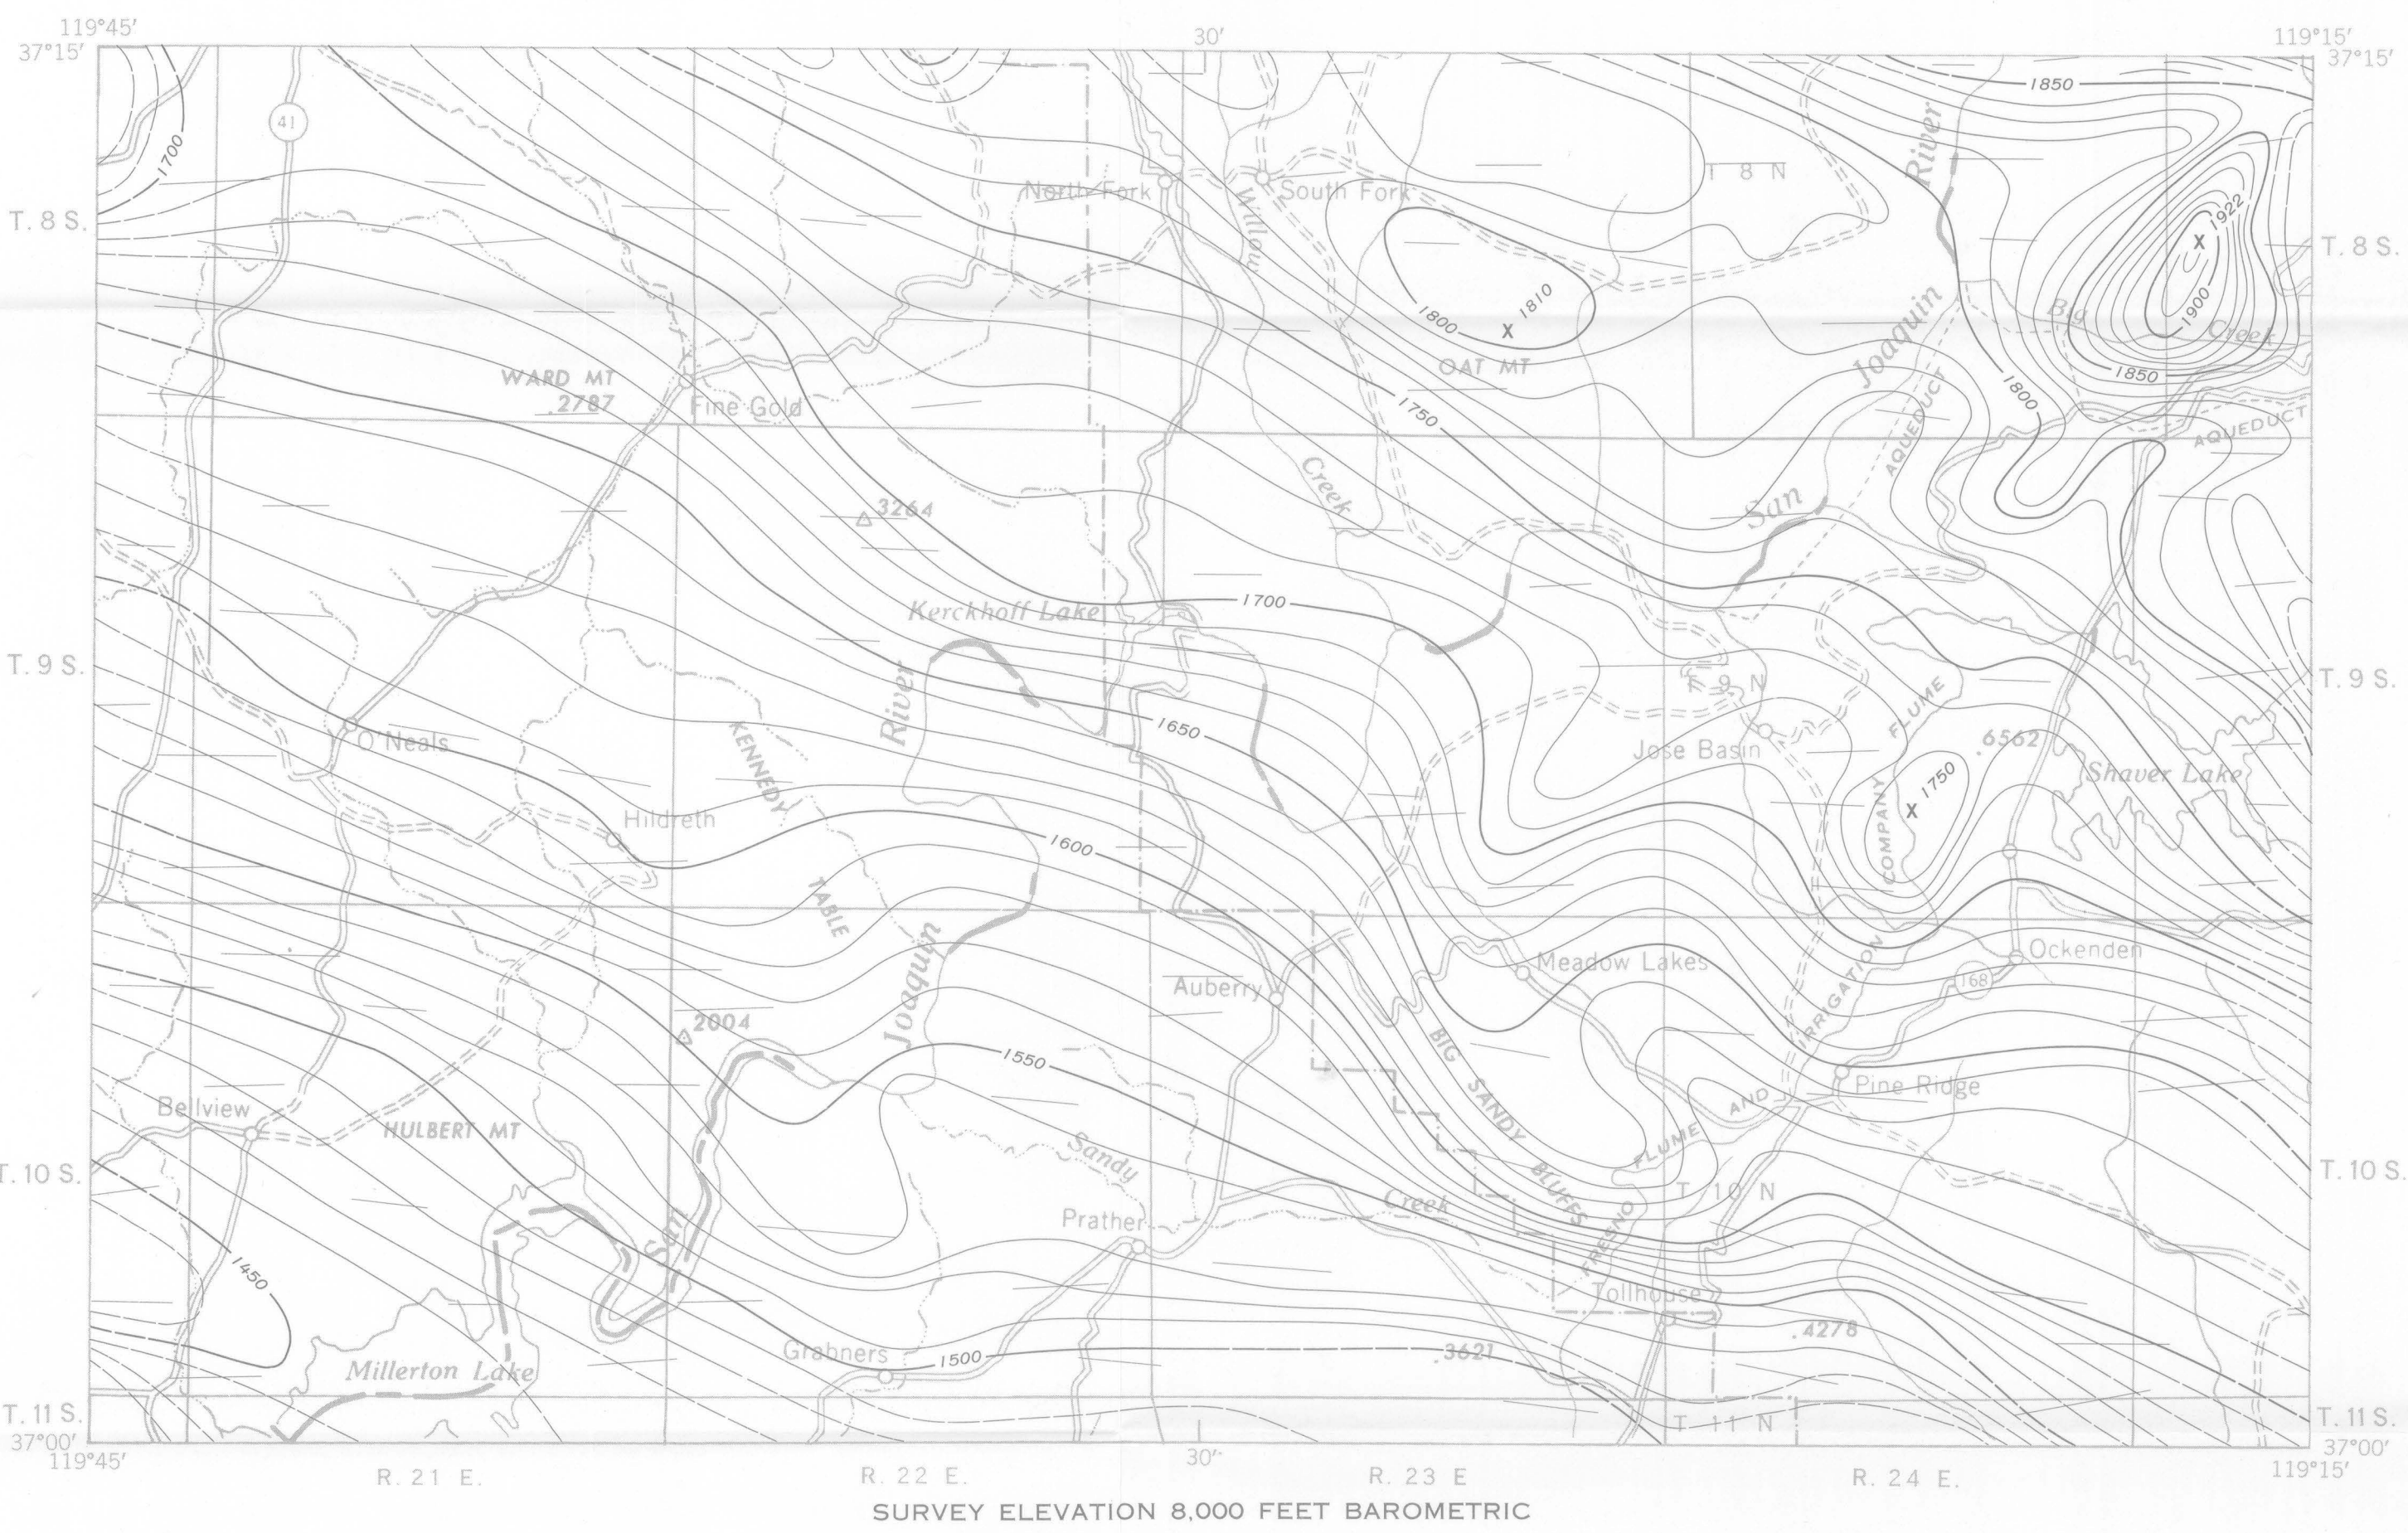 119°45′
30′
119°15′
37°15′
37°15′
1850
41
1700
River
T 8 N
North Fork
South Fork
Willow
1922
T. 8 S.
T. 8 S.
1900
Big
Creek
1810
1800
Joaquin
OAT MT
WARD MT
.2787
Fine Gold
1850
1800
1750
AQUEDUCT
AQUEDUCT
Creek
San
3264
1700
Kerckhoff Lake
T. 9 S.
T. 9 S.
T 9 N
River
FLUME
1650
O'Neals
KENNEDY
Jose Basin
.6562
Shaver Lake
1750
COMPANY
Hildreth
1600
TABLE
Joaquin
Meadow Lakes
Ockenden
168
Auberry
IRRIGATION
2004
1550
BIG SANDY BLUFFS
Pine Ridge
AND
Bellview
HULBERT MT
FLUME
Sandy
T. 10 S.
T. 10 S.
T 10 N
Creek
San
Prather
FRESNO
1450
Tollhouse
.4278
Grabners
1500
.3621
Millerton Lake
T. 11 S.
T. 11 S.
T 11 N
37°00′
37°00′
119°45′
30′
119°15′
R. 21 E.
R. 22 E.
R. 23 E
R. 24 E.
SURVEY ELEVATION 8,000 FEET BAROMETRIC